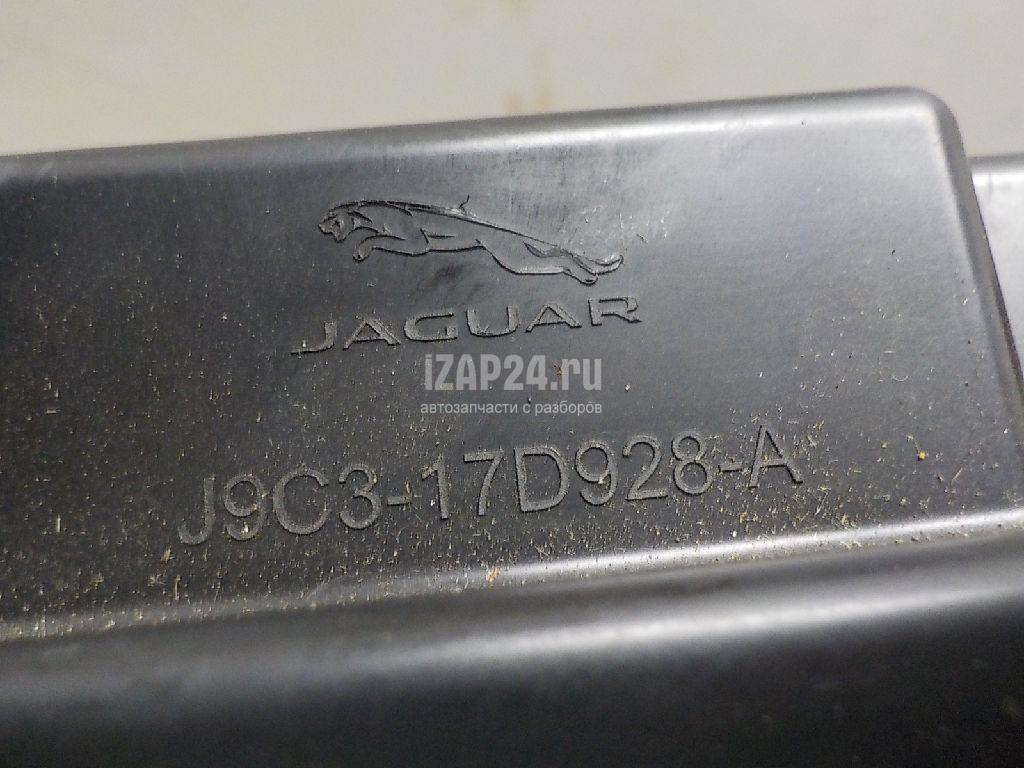 JAGUAR
iZAP24.ru
автозапчасти с разборов
J9C3-17D928-A